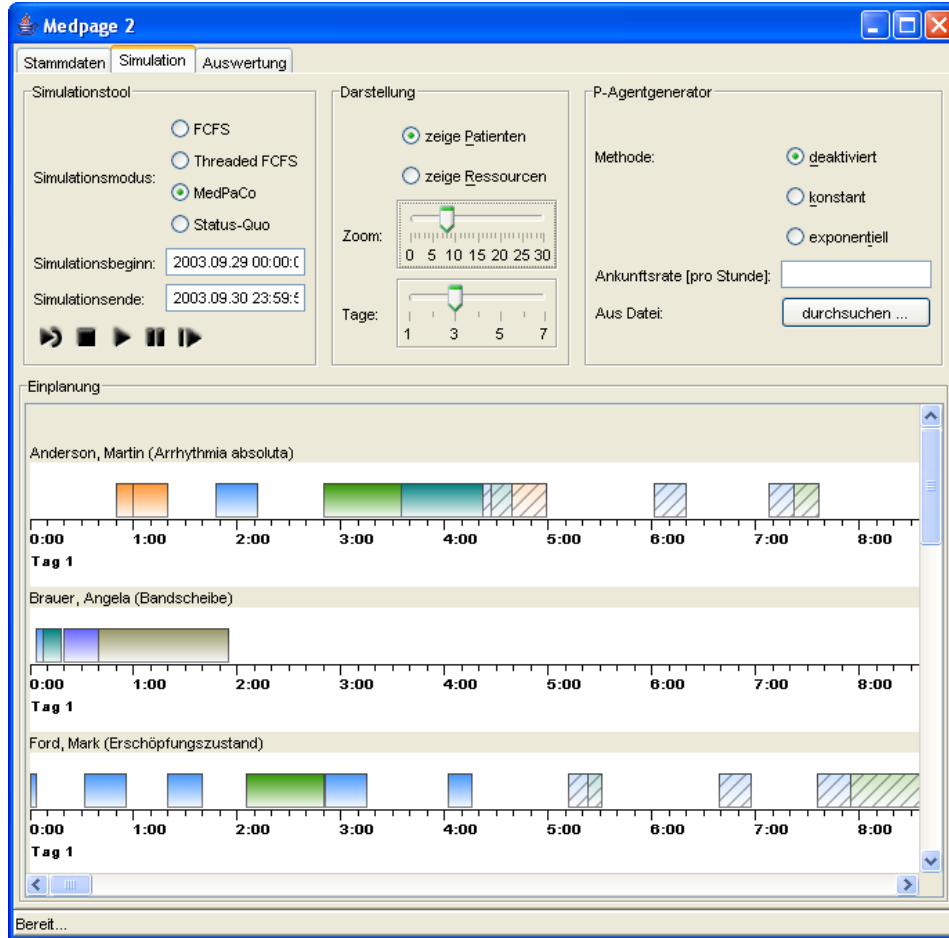 Medpage 2
Stammdaten Simulation Auswertung
Simulationstool
Simulationsmodus:
FCFS
Threaded FCFS
MedPaCo
Status-Quo
Simulationsbeginn: 2003.09.29 00:00:0
Simulationsende: 2003.09.30 23:59:5
Darstellung
zeige Patienten
zeige Ressourcen
Zoom:
0 5 10 15 20 25 30
Tage:
1 3 5 7
P-Agentgenerator
Methode:
deaktiviert
konstant
exponentiell
Ankunftsrate [pro Stunde]:
Aus Datei: durchsuchen ...
Einplanung
Anderson, Martin (Arrhythmia absoluta)
0:00 1:00 2:00 3:00 4:00 5:00 6:00 7:00 8:00
Tag 1
Brauer, Angela (Bandscheibe)
0:00 1:00 2:00 3:00 4:00 5:00 6:00 7:00 8:00
Tag 1
Ford, Mark (Erschöpfungszustand)
0:00 1:00 2:00 3:00 4:00 5:00 6:00 7:00 8:00
Tag 1
Bereit...